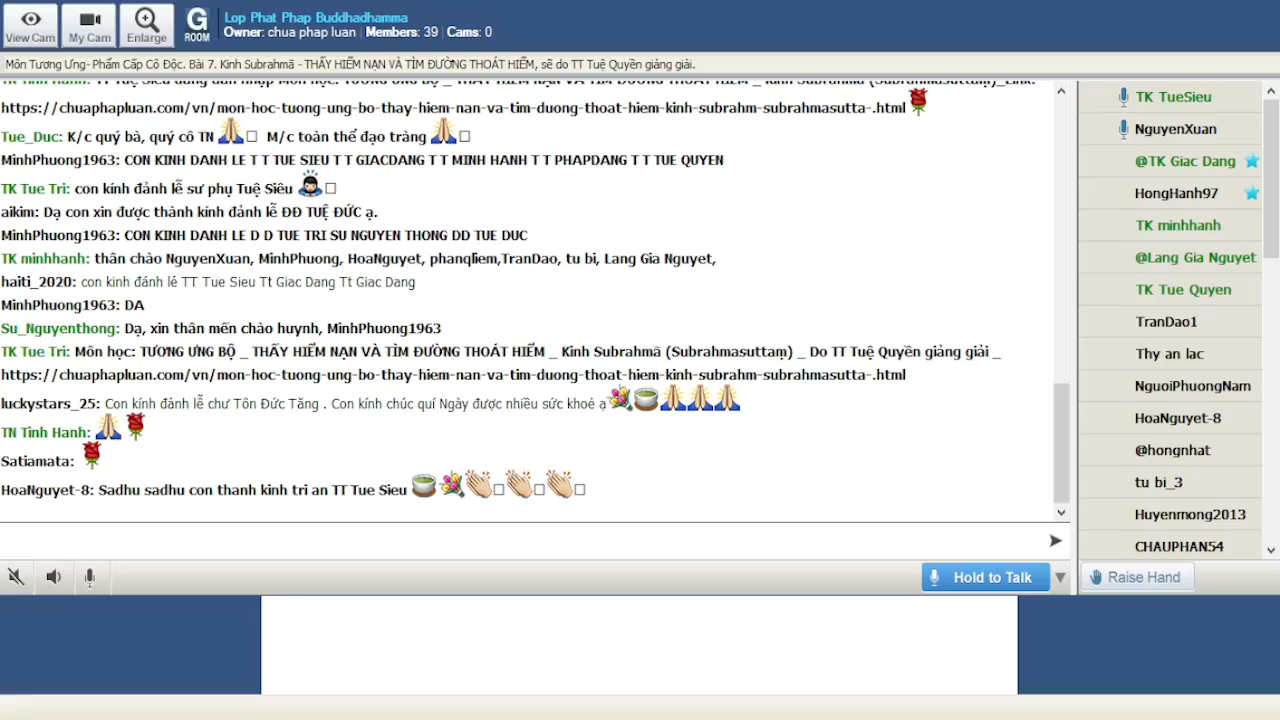 View Cam
My Cam
Enlarge
G
ROOM
Lop Phat Phap Buddhadhamma
Owner: chua phap luan | Members: 39 | Cams: 0
Môn Tương Ưng- Phẩm Cấp Cô Độc. Bài 7. Kinh Subrahmā - THẤY HIỂM NẠN VÀ TÌM ĐƯỜNG THOÁT HIỂM, sẽ do TT Tuệ Quyền giảng giải.
https://chuaphapluan.com/vn/mon-hoc-tuong-ung-bo-thay-hiem-nan-va-tim-duong-thoat-hiem-kinh-subrahm-subrahmasutta-.html
Tue_Duc: K/c quý bà, quý cô TN 🙏 M/c toàn thể đạo tràng 🙏
MinhPhuong1963: CON KINH DANH LE T T TUE SIEU T T GIACDANG T T MINH HANH T T PHAPDANG T T TUE QUYEN
TK Tue Tri: con kính đảnh lễ sư phụ Tuệ Siêu
aikim: Dạ con xin được thành kính đảnh lễ ĐĐ TUỆ ĐỨC ạ.
MinhPhuong1963: CON KINH DANH LE D D TUE TRI SU NGUYEN THONG DD TUE DUC
TK minhhanh: thân chào NguyenXuan, MinhPhuong, HoaNguyet, phanqliem,TranDao, tu bi, Lang Gia Nguyet,
haiti_2020: con kinh đánh lẻ TT Tue Sieu Tt Giac Dang Tt Giac Dang
MinhPhuong1963: DA
Su_Nguyenthong: Dạ, xin thân mến chào huynh, MinhPhuong1963
TK Tue Tri: Môn học: TƯƠNG ƯNG BỘ _ THẤY HIỂM NẠN VÀ TÌM ĐƯỜNG THOÁT HIỂM _ Kinh Subrahmā (Subrahmasuttaṃ) _ Do TT Tuệ Quyền giảng giải _
https://chuaphapluan.com/vn/mon-hoc-tuong-ung-bo-thay-hiem-nan-va-tim-duong-thoat-hiem-kinh-subrahm-subrahmasutta-.html
luckystars_25: Con kính đảnh lễ chư Tôn Đức Tăng . Con kính chúc quí Ngày được nhiều sức khoẻ ạ
TN Tinh Hanh: 🙏🌹
Satiamata: 🌹
HoaNguyet-8: Sadhu sadhu con thanh kinh tri an TT Tue Sieu
Hold to Talk
TK TueSieu
NguyenXuan
@TK Giac Dang
HongHanh97
TK minhhanh
@Lang Gia Nguyet
TK Tue Quyen
TranDao1
Thy an lac
NguoiPhuongNam
HoaNguyet-8
@hongnhat
tu bi_3
Huyenmong2013
CHAUPHAN54
Raise Hand